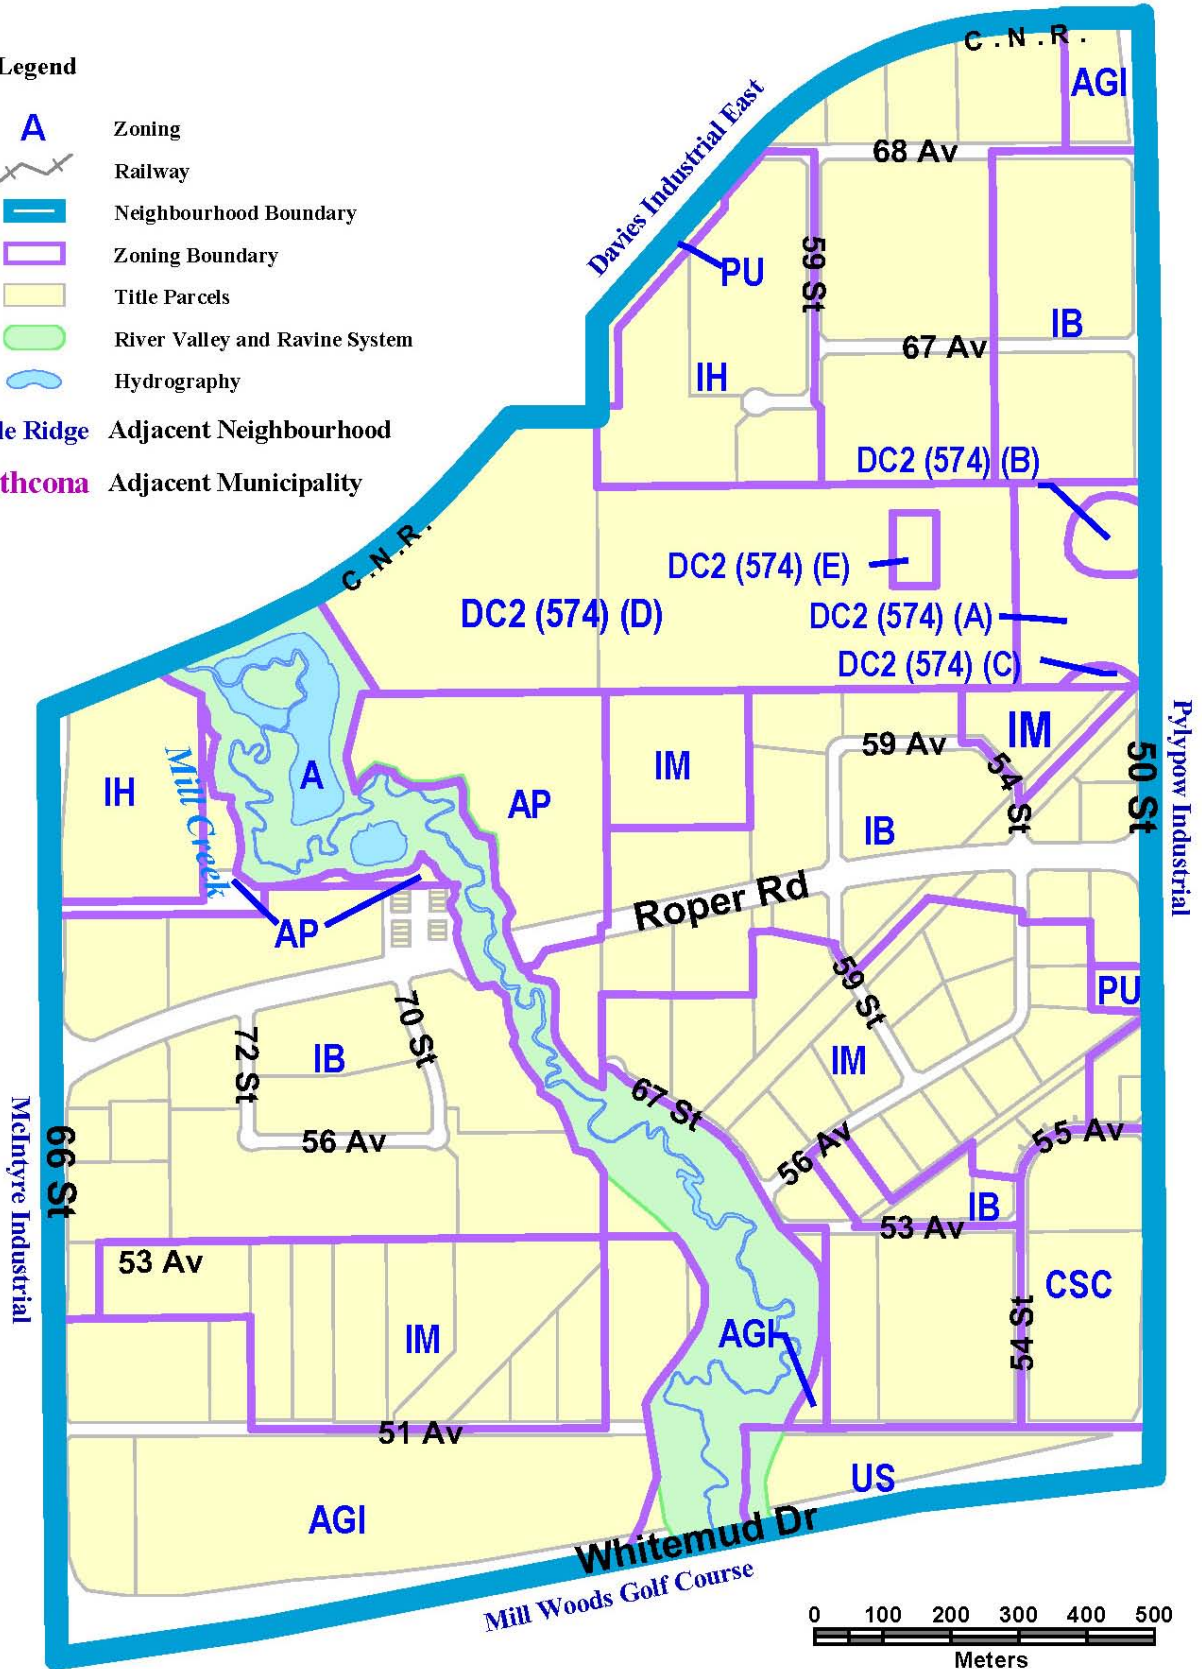 Legend
A Zoning
Railway
Neighbourhood Boundary
Zoning Boundary
Title Parcels
River Valley and Ravine System
Hydrography
le Ridge Adjacent Neighbourhood
thcona Adjacent Municipality
C.N.R.
AGI
68 Av
Davies Industrial East
PU
59 St
IB
67 Av
IH
DC2 (574) (B)
C.N.R.
DC2 (574) (E)
DC2 (574) (D)
DC2 (574) (A)
DC2 (574) (C)
IM
59 Av
54 St
50 St
Pylypow Industrial
IH
Mill Creek
A
AP
IM
IB
Roper Rd
AP
59 St
PU
70 St
72 St
IB
IM
67 St
56 Av
56 Av
55 Av
66 St
McIntyre Industrial
IB
53 Av
53 Av
CSC
54 St
IM
AGI
51 Av
US
AGI
Whitemud Dr
Mill Woods Golf Course
0 100 200 300 400 500
Meters